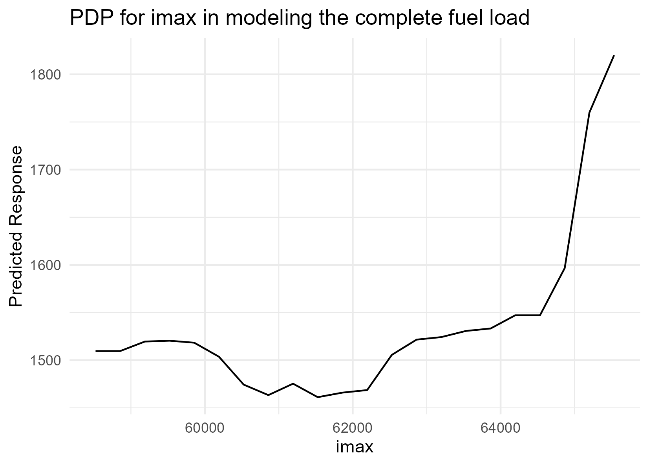 PDP for imax in modeling the complete fuel load
1800
1700
1600
1500
Predicted Response
60000
62000
64000
imax